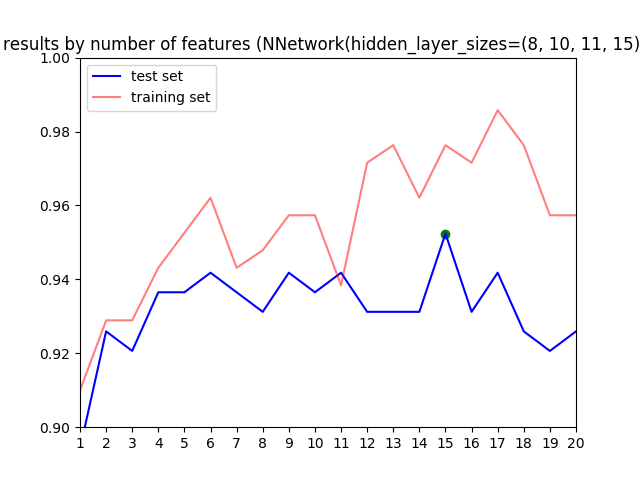 results by number of features (NNetwork(hidden_layer_sizes=(8, 10, 11, 15)
1.00
test set
training set
0.98
0.96
0.94
0.92
0.90
1 2 3 4 5 6 7 8 9 10 11 12 13 14 15 16 17 18 19 20